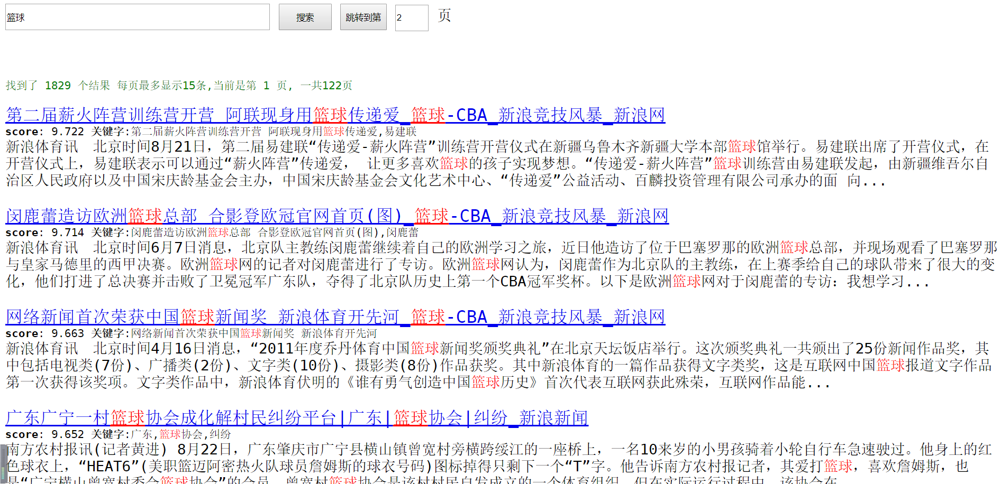 篮球 搜索 跳转到第 2 页
找到了 1829 个结果 每页最多显示15条,当前是第 1 页, 一共122页
第二届薪火阵营训练营开营 阿联现身用篮球传递爱_篮球-CBA_新浪竞技风暴_新浪网
score: 9.722 关键字:第二届薪火阵营训练营开营 阿联现身用篮球传递爱,易建联
新浪体育讯　北京时间8月21日，第二届易建联“传递爱-薪火阵营”训练营开营仪式在新疆乌鲁木齐新疆大学本部篮球馆举行。易建联出席了开营仪式，在
开营仪式上，易建联表示可以通过“薪火阵营”传递爱， 让更多喜欢篮球的孩子实现梦想。“传递爱-薪火阵营”篮球训练营由易建联发起，由新疆维吾尔自
治区人民政府以及中国宋庆龄基金会主办，中国宋庆龄基金会文化艺术中心、“传递爱”公益活动、百麟投资管理有限公司承办的面 向...
闵鹿蕾造访欧洲篮球总部 合影登欧冠官网首页(图)_篮球-CBA_新浪竞技风暴_新浪网
score: 9.714 关键字:闵鹿蕾造访欧洲篮球总部 合影登欧冠官网首页(图),闵鹿蕾
新浪体育讯　北京时间6月7日消息，北京队主教练闵鹿蕾继续着自己的欧洲学习之旅，近日他造访了位于巴塞罗那的欧洲篮球总部，并现场观看了巴塞罗那
与皇家马德里的西甲决赛。欧洲篮球网的记者对闵鹿蕾进行了专访。欧洲篮球网认为，闵鹿蕾作为北京队的主教练，在上赛季给自己的球队带来了很大的变
化，他们打进了总决赛并击败了卫冕冠军广东队，夺得了北京队历史上第一个CBA冠军奖杯。以下是欧洲篮球网对于闵鹿蕾的专访：我想学习...
网络新闻首次荣获中国篮球新闻奖 新浪体育开先河_篮球-CBA_新浪竞技风暴_新浪网
score: 9.663 关键字:网络新闻首次荣获中国篮球新闻奖 新浪体育开先河
新浪体育讯　北京时间4月16日消息，“2011年度乔丹体育中国篮球新闻奖颁奖典礼”在北京天坛饭店举行。这次颁奖典礼一共颁出了25份新闻作品奖，其
中包括电视类(7份)、广播类(2份)、文字类(10份)、摄影类(8份)作品获奖。其中新浪体育的一篇作品获得文字类奖，这是互联网中国篮球报道文字作品
第一次获得该奖项。文字类作品中，新浪体育伏明的《谁有勇气创造中国篮球历史》首次代表互联网获此殊荣，互联网作品能...
广东广宁一村篮球协会成化解村民纠纷平台|广东|篮球协会|纠纷_新浪新闻
score: 9.652 关键字:广东,篮球协会,纠纷
南方农村报讯(记者黄进) 8月22日，广东肇庆市广宁县横山镇曾宽村旁横跨绥江的一座桥上，一名10来岁的小男孩骑着小轮自行车急速驶过。他身上的红
色球衣上，“HEAT6”(美职篮迈阿密热火队球员詹姆斯的球衣号码)图标掉得只剩下一个“T”字。他告诉南方农村报记者，其爱打篮球，喜欢詹姆斯，也
是“广宁横山曾宽村委会篮球协会”的会员。曾宽村篮球协会是该村村民自发成立的一个体育组织，但在实际运行过程中，该协会在